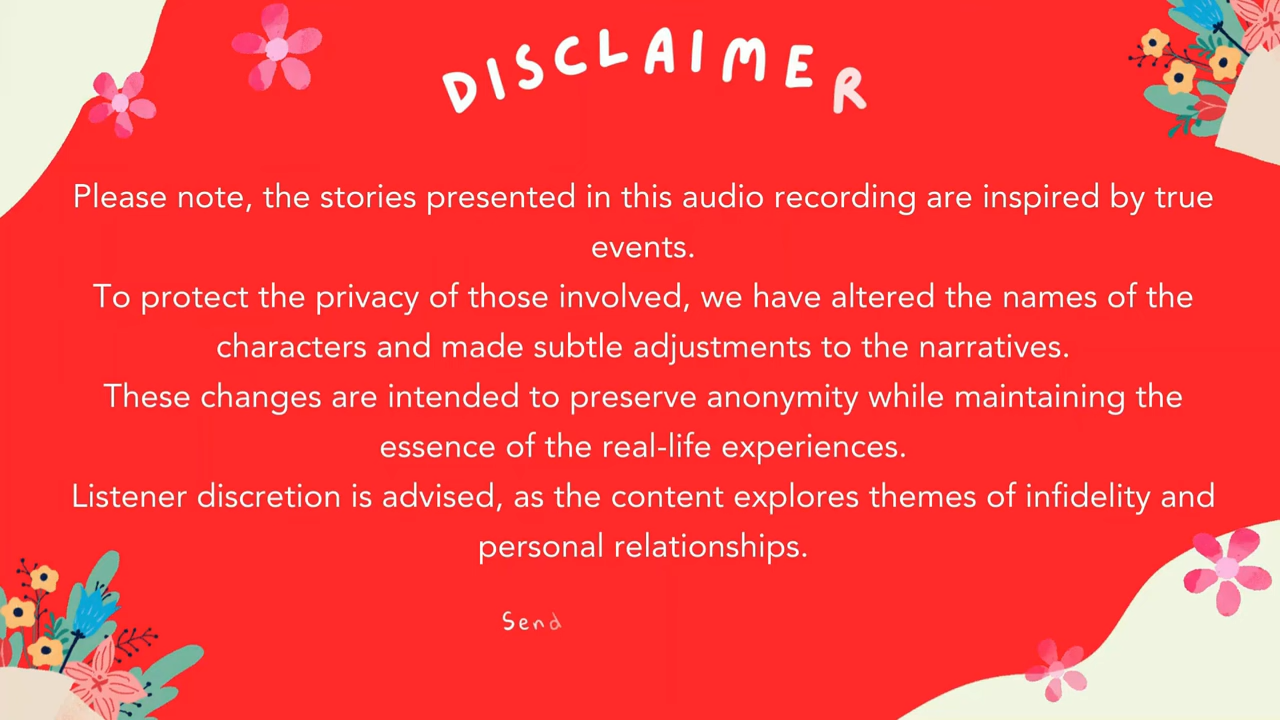 DISCLAIMER
Please note, the stories presented in this audio recording are inspired by true
events.
To protect the privacy of those involved, we have altered the names of the
characters and made subtle adjustments to the narratives.
These changes are intended to preserve anonymity while maintaining the
essence of the real-life experiences.
Listener discretion is advised, as the content explores themes of infidelity and
personal relationships.
Send